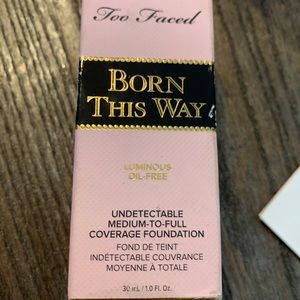 Too Faced
BORN
THIS WAY
LUMINOUS
OIL-FREE
UNDETECTABLE
MEDIUM-TO-FULL
COVERAGE FOUNDATION
FOND DE TEINT
INDÉTECTABLE COUVRANCE
MOYENNE À TOTALE
30 mL / 1.0 Fl. Oz.